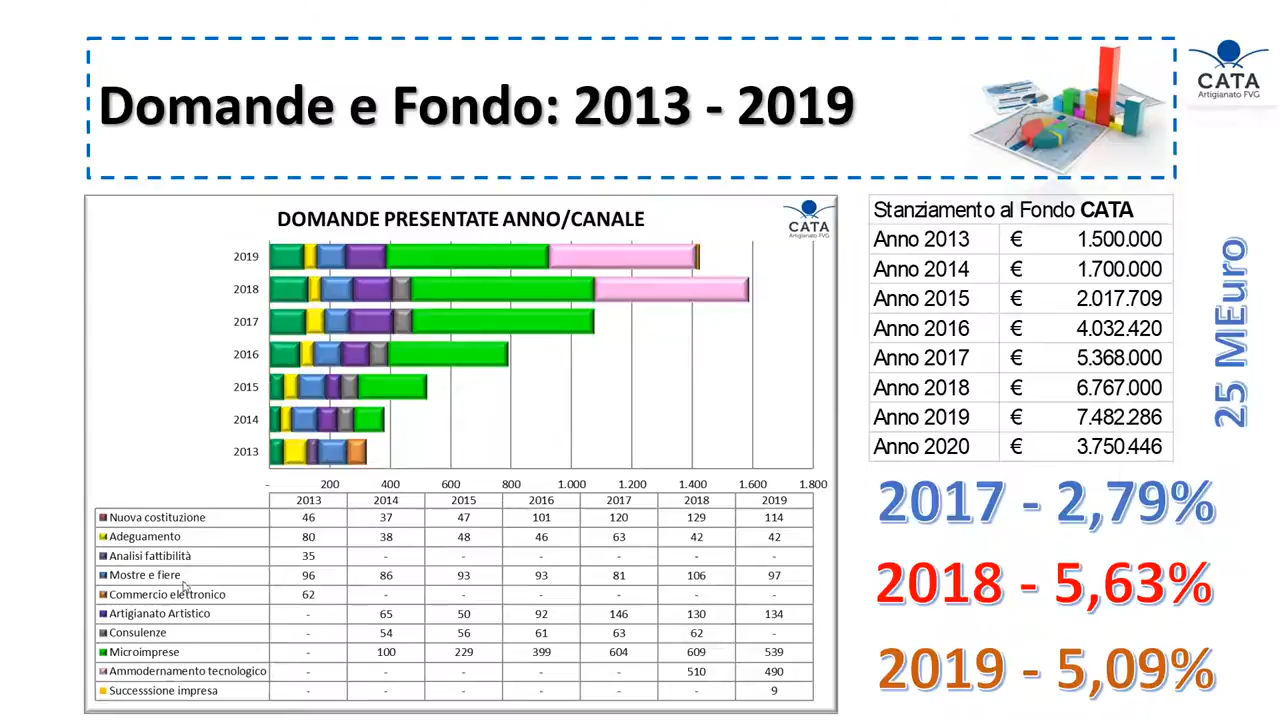 Domande e Fondo: 2013 - 2019
CATA
Artigianato FVG
DOMANDE PRESENTATE ANNO/CANALE
CATA
Artigianato FVG
2019
2018
2017
2016
2015
2014
2013
- 200 400 600 800 1.000 1.200 1.400 1.600 1.800
2013 2014 2015 2016 2017 2018 2019
Nuova costituzione 46 37 47 101 120 129 114
Adeguamento 80 38 48 46 63 42 42
Analisi fattibilità 35 - - - - - -
Mostre e fiere 96 86 93 93 81 106 97
Commercio elettronico 62 - - - - - -
Artigianato Artistico - 65 50 92 146 130 134
Consulenze - 54 56 61 63 62 -
Microimprese - 100 229 399 604 609 539
Ammodernamento tecnologico - - - - - 510 490
Successsione impresa - - - - - - 9
Stanziamento al Fondo CATA
Anno 2013 € 1.500.000
Anno 2014 € 1.700.000
Anno 2015 € 2.017.709
Anno 2016 € 4.032.420
Anno 2017 € 5.368.000
Anno 2018 € 6.767.000
Anno 2019 € 7.482.286
Anno 2020 € 3.750.446
25 MEuro
2017 - 2,79%
2018 - 5,63%
2019 - 5,09%